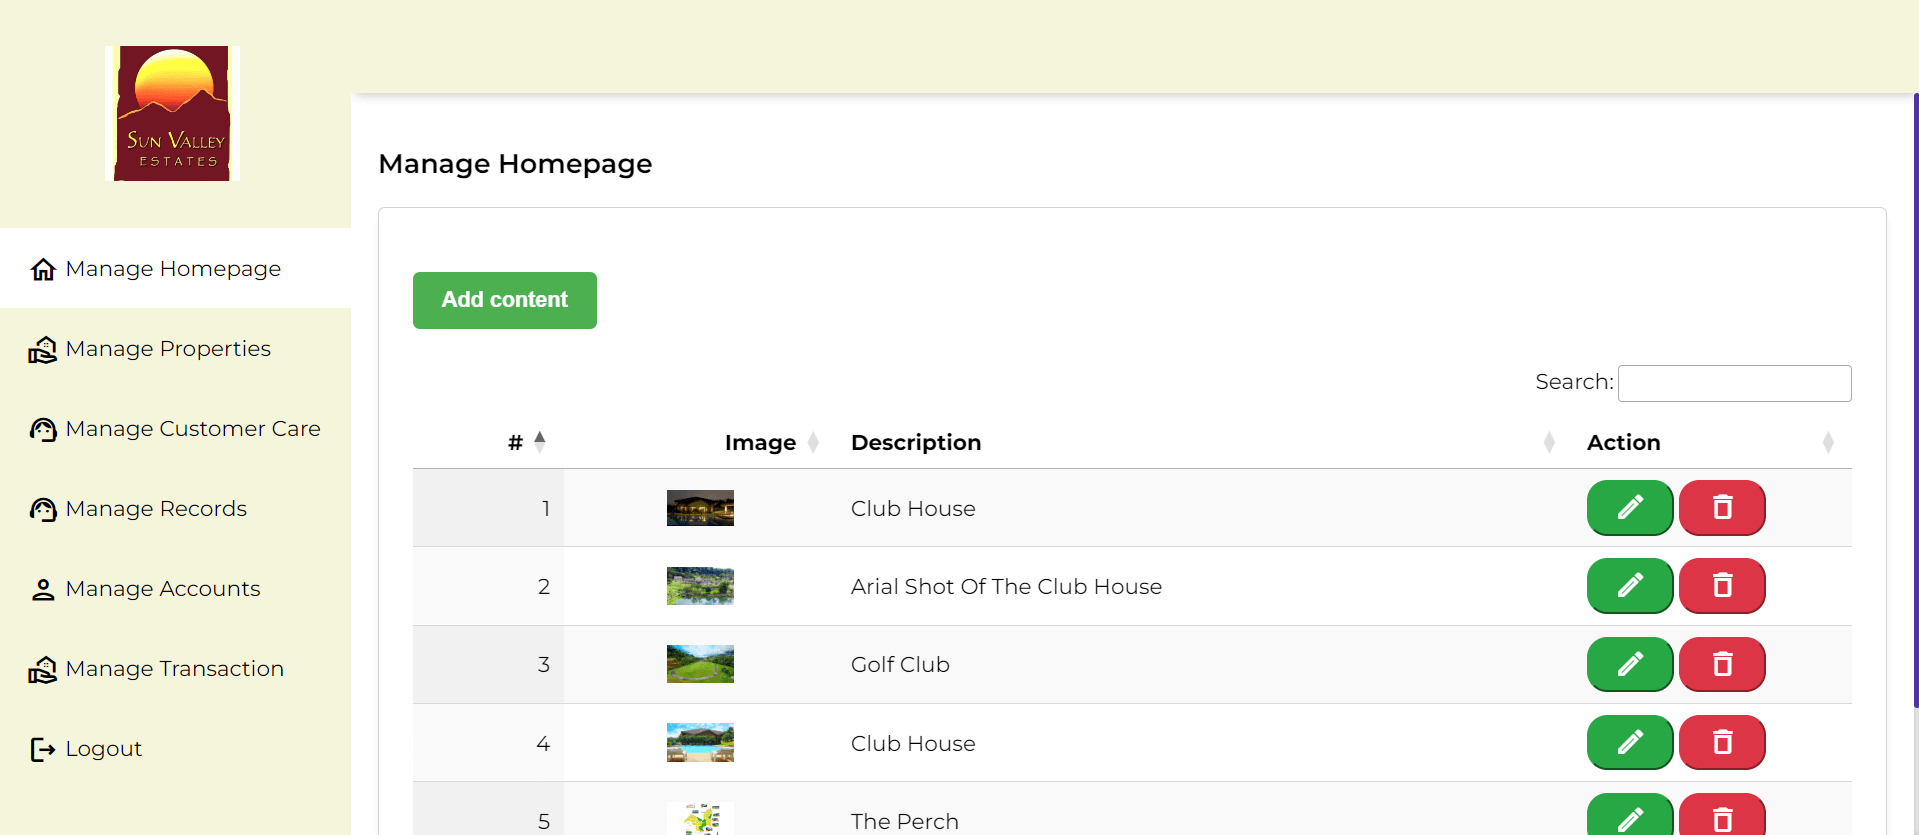 SUN VALLEY
ESTATES
Manage Homepage
Manage Properties
Manage Customer Care
Manage Records
Manage Accounts
Manage Transaction
Logout
Manage Homepage
Add content
Search:
# Image Description Action
1 Club House
2 Arial Shot Of The Club House
3 Golf Club
4 Club House
5 The Perch